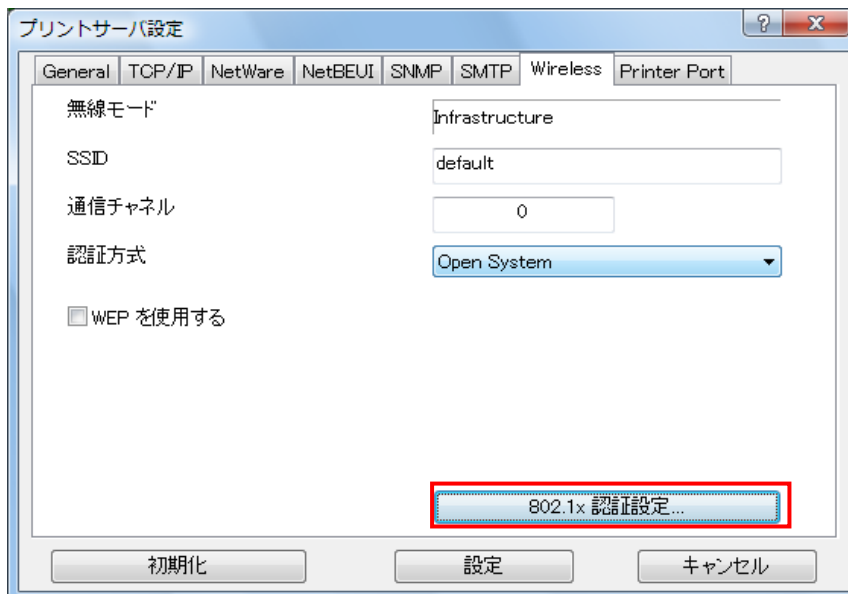 プリントサーバ設定
General TCP/IP NetWare NetBEUI SNMP SMTP Wireless Printer Port
無線モード Infrastructure
SSID default
通信チャネル 0
認証方式 Open System
WEP を使用する
802.1x 認証設定...
初期化 設定 キャンセル